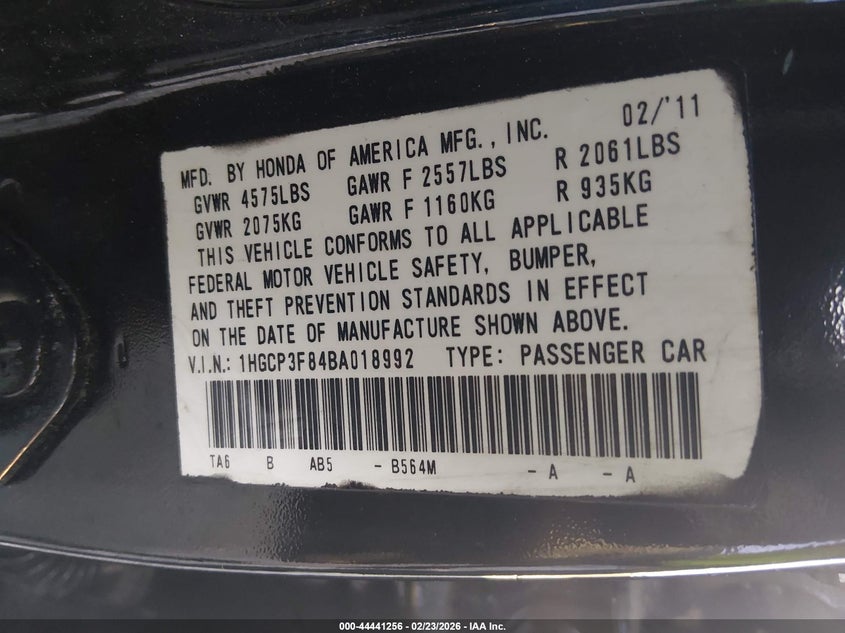 02/'11
MFD. BY HONDA OF AMERICA MFG., INC.
GVWR 4575LBS GAWR F 2557LBS R 2061LBS
GVWR 2075KG GAWR F 1160KG R 935KG
THIS VEHICLE CONFORMS TO ALL APPLICABLE
FEDERAL MOTOR VEHICLE SAFETY, BUMPER,
AND THEFT PREVENTION STANDARDS IN EFFECT
ON THE DATE OF MANUFACTURE SHOWN ABOVE.
V.I.N.: 1HGCP3F84BA018992 TYPE: PASSENGER CAR
TA6 B AB5 - B564M - A - A
000-44441256 - 02/23/2026 - IAA Inc.